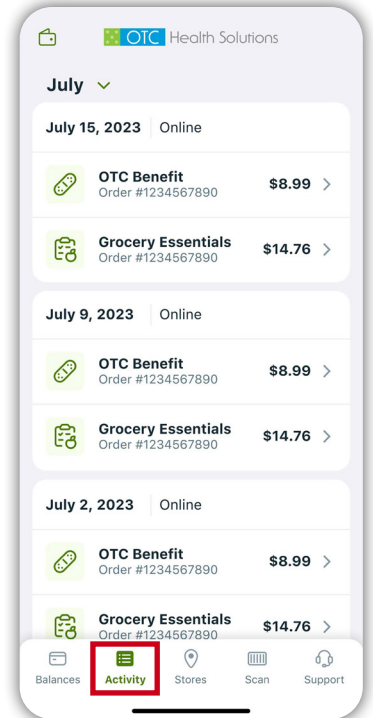 OTC Health Solutions
July
July 15, 2023 Online
OTC Benefit
Order #1234567890
$8.99
Grocery Essentials
Order #1234567890
$14.76
July 9, 2023 Online
OTC Benefit
Order #1234567890
$8.99
Grocery Essentials
Order #1234567890
$14.76
July 2, 2023 Online
OTC Benefit
Order #1234567890
$8.99
Grocery Essentials
Order #1234567890
$14.76
Balances Activity Stores Scan Support